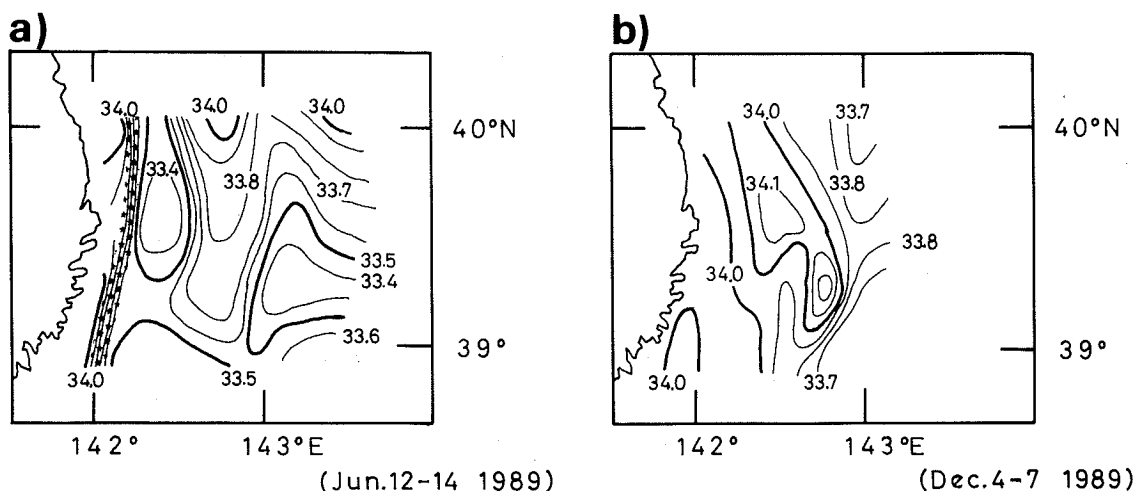 a)
34.0 34.0 34.0
40°N
33.4 33.8 33.7
33.5
33.4
33.6
39°
34.0 33.5
142° 143°E
(Jun.12-14 1989)
b)
34.0 33.7
40°N
34.1 33.8
33.8
34.0
39°
34.0 33.7
142° 143°E
(Dec.4-7 1989)